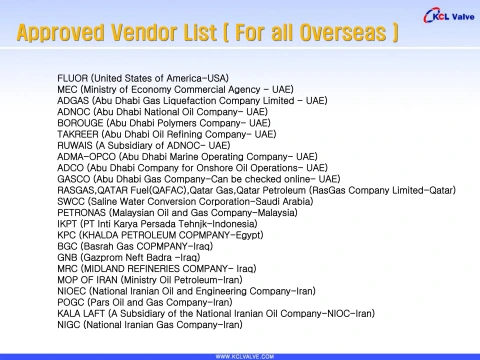 KCL Valve
Approved Vendor List ( For all Overseas )
FLUOR (United States of America-USA)
MEC (Ministry of Economy Commercial Agency - UAE)
ADGAS (Abu Dhabi Gas Liquefaction Company Limited - UAE)
ADNOC (Abu Dhabi National Oil Company- UAE)
BOROUGE (Abu Dhabi Polymers Company- UAE)
TAKREER (Abu Dhabi Oil Refining Company- UAE)
RUWAIS (A Subsidiary of ADNOC- UAE)
ADMA-OPCO (Abu Dhabi Marine Operating Company- UAE)
ADCO (Abu Dhabi Company for Onshore Oil Operations- UAE)
GASCO (Abu Dhabi Gas Company-Can be checked online- UAE)
RASGAS,QATAR Fuel(QAFAC),Qatar Gas,Qatar Petroleum (RasGas Company Limited-Qatar)
SWCC (Saline Water Conversion Corporation-Saudi Arabia)
PETRONAS (Malaysian Oil and Gas Company-Malaysia)
IKPT (PT Inti Karya Persada Tehnjk-Indonesia)
KPC (KHALDA PETROLEUM COPMPANY-Egypt)
BGC (Basrah Gas COPMPANY-Iraq)
GNB (Gazprom Neft Badra -Iraq)
MRC (MIDLAND REFINERIES COMPANY- Iraq)
MOP OF IRAN (Ministry Oil Petroleum-Iran)
NIOEC (National Iranian Oil and Engineering Company-Iran)
POGC (Pars Oil and Gas Company-Iran)
KALA LAFT (A Subsidiary of the National Iranian Oil Company-NIOC-Iran)
NIGC (National Iranian Gas Company-Iran)
WWW.KCLVALVE.COM